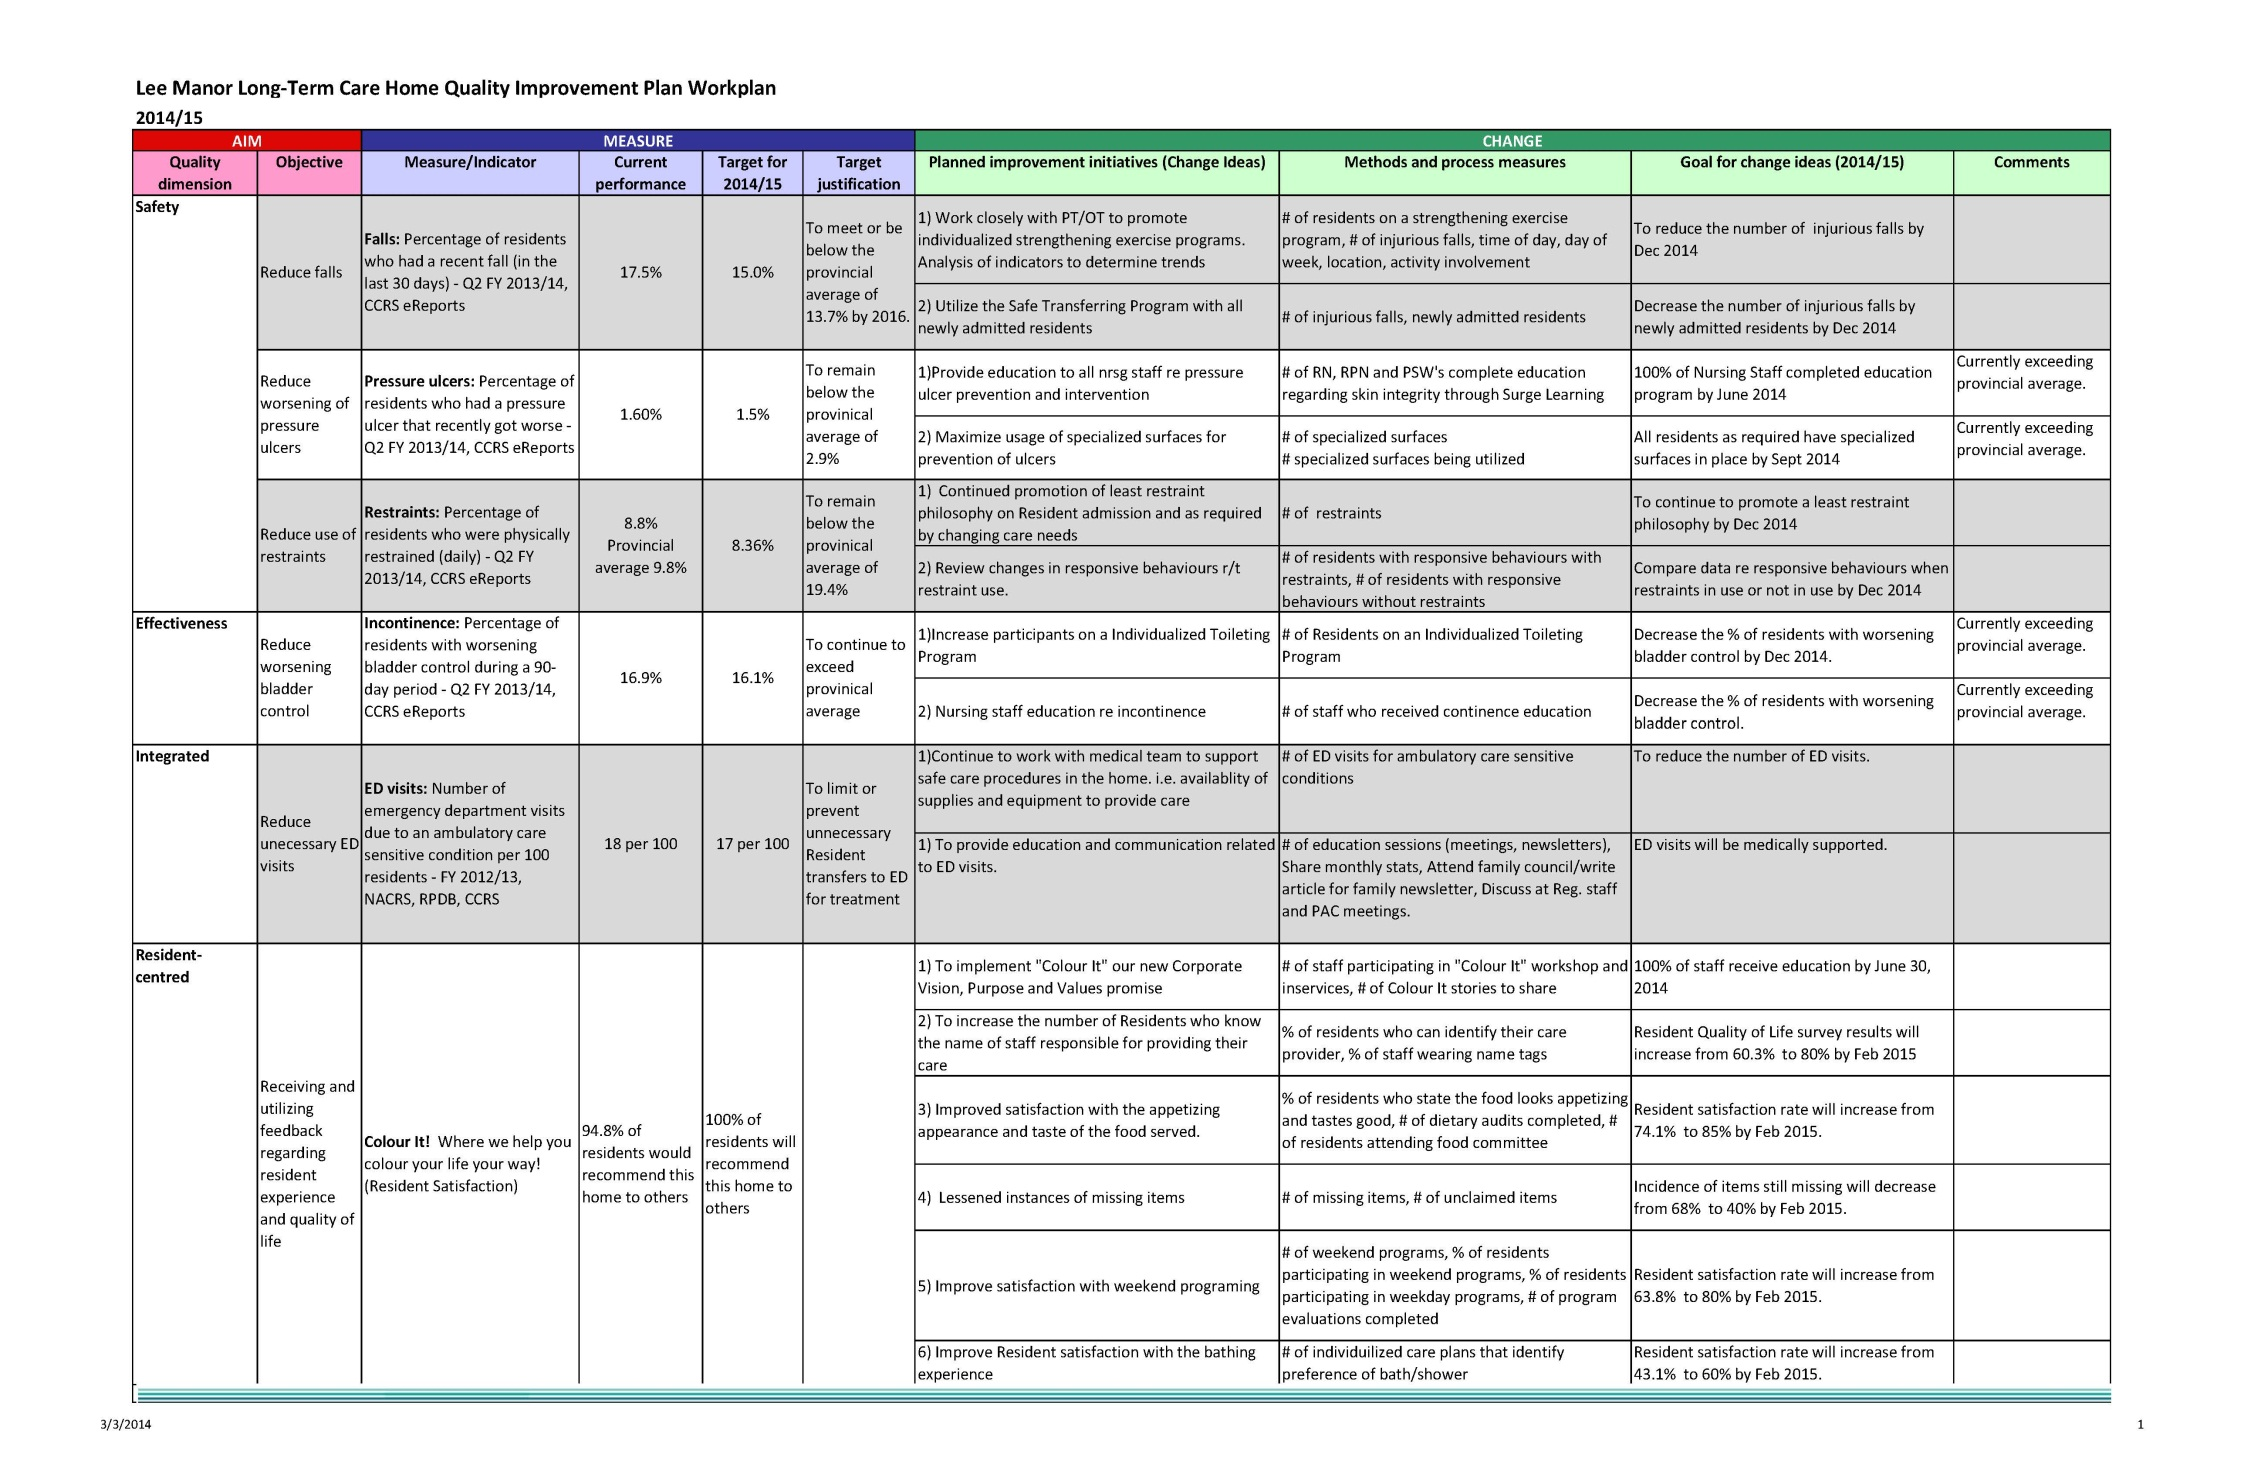 Lee Manor Long-Term Care Home Quality Improvement Plan Workplan
2014/15
AIM
MEASURE
CHANGE
Quality
dimension
Objective
Measure/Indicator
Current
performance
Target for
2014/15
Target
justification
Planned improvement initiatives (Change Ideas)
Methods and process measures
Goal for change ideas (2014/15)
Comments
Safety
Reduce falls
Falls: Percentage of residents
who had a recent fall (in the
last 30 days) - Q2 FY 2013/14,
CCRS eReports
17.5%
15.0%
To meet or be
below the
provincial
average of
13.7% by 2016.
1) Work closely with PT/OT to promote
individualized strengthening exercise programs.
Analysis of indicators to determine trends
# of residents on a strengthening exercise
program, # of injurious falls, time of day, day of
week, location, activity involvement
To reduce the number of  injurious falls by
Dec 2014
2) Utilize the Safe Transferring Program with all
newly admitted residents
# of injurious falls, newly admitted residents
Decrease the number of injurious falls by
newly admitted residents by Dec 2014
Reduce
worsening of
pressure
ulcers
Pressure ulcers: Percentage of
residents who had a pressure
ulcer that recently got worse -
Q2 FY 2013/14, CCRS eReports
1.60%
1.5%
To remain
below the
provinical
average of
2.9%
1)Provide education to all nrsg staff re pressure
ulcer prevention and intervention
# of RN, RPN and PSW's complete education
regarding skin integrity through Surge Learning
100% of Nursing Staff completed education
program by June 2014
Currently exceeding
provincial average.
2) Maximize usage of specialized surfaces for
prevention of ulcers
# of specialized surfaces
# specialized surfaces being utilized
All residents as required have specialized
surfaces in place by Sept 2014
Currently exceeding
provincial average.
Reduce use of
restraints
Restraints: Percentage of
residents who were physically
restrained (daily) - Q2 FY
2013/14, CCRS eReports
8.8%
Provincial
average 9.8%
8.36%
To remain
below the
provinical
average of
19.4%
1)  Continued promotion of least restraint
philosophy on Resident admission and as required
by changing care needs
# of  restraints
To continue to promote a least restraint
philosophy by Dec 2014
2) Review changes in responsive behaviours r/t
restraint use.
# of residents with responsive behaviours with
restraints, # of residents with responsive
behaviours without restraints
Compare data re responsive behaviours when
restraints in use or not in use by Dec 2014
Effectiveness
Reduce
worsening
bladder
control
Incontinence: Percentage of
residents with worsening
bladder control during a 90-
day period - Q2 FY 2013/14,
CCRS eReports
16.9%
16.1%
To continue to
exceed
provinical
average
1)Increase participants on a Individualized Toileting
Program
# of Residents on an Individualized Toileting
Program
Decrease the % of residents with worsening
bladder control by Dec 2014.
Currently exceeding
provincial average.
2) Nursing staff education re incontinence
# of staff who received continence education
Decrease the % of residents with worsening
bladder control.
Currently exceeding
provincial average.
Integrated
Reduce
unecessary ED
visits
ED visits: Number of
emergency department visits
due to an ambulatory care
sensitive condition per 100
residents - FY 2012/13,
NACRS, RPDB, CCRS
18 per 100
17 per 100
To limit or
prevent
unnecessary
Resident
transfers to ED
for treatment
1)Continue to work with medical team to support
safe care procedures in the home. i.e. availablity of
supplies and equipment to provide care
# of ED visits for ambulatory care sensitive
conditions
To reduce the number of ED visits.
1) To provide education and communication related
to ED visits.
# of education sessions (meetings, newsletters),
Share monthly stats, Attend family council/write
article for family newsletter, Discuss at Reg. staff
and PAC meetings.
ED visits will be medically supported.
Resident-
centred
Receiving and
utilizing
feedback
regarding
resident
experience
and quality of
life
Colour It!  Where we help you
colour your life your way!
(Resident Satisfaction)
94.8% of
residents would
recommend this
home to others
100% of
residents will
recommend
this home to
others
1) To implement "Colour It" our new Corporate
Vision, Purpose and Values promise
# of staff participating in "Colour It" workshop and
inservices, # of Colour It stories to share
100% of staff receive education by June 30,
2014
2) To increase the number of Residents who know
the name of staff responsible for providing their
care
% of residents who can identify their care
provider, % of staff wearing name tags
Resident Quality of Life survey results will
increase from 60.3%  to 80% by Feb 2015
3) Improved satisfaction with the appetizing
appearance and taste of the food served.
% of residents who state the food looks appetizing
and tastes good, # of dietary audits completed, #
of residents attending food committee
Resident satisfaction rate will increase from
74.1%  to 85% by Feb 2015.
4)  Lessened instances of missing items
# of missing items, # of unclaimed items
Incidence of items still missing will decrease
from 68%  to 40% by Feb 2015.
5) Improve satisfaction with weekend programing
# of weekend programs, % of residents
participating in weekend programs, % of residents
participating in weekday programs, # of program
evaluations completed
Resident satisfaction rate will increase from
63.8%  to 80% by Feb 2015.
6) Improve Resident satisfaction with the bathing
experience
# of individuilized care plans that identify
preference of bath/shower
Resident satisfaction rate will increase from
43.1%  to 60% by Feb 2015.
3/3/2014
1